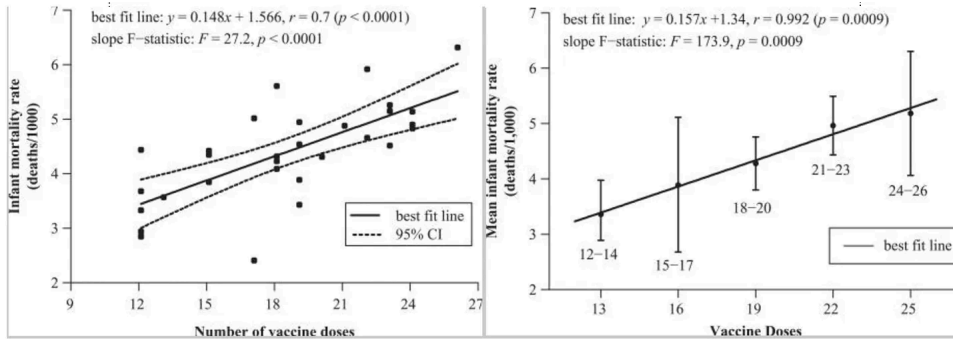 best fit line: y = 0.148x + 1.566, r = 0.7 (p < 0.0001)
slope F−statistic: F = 27.2, p < 0.0001
Infant mortality rate
(deaths/1000)
7
6
5
4
3
2
best fit line
95% CI
9
12
15
18
21
24
27
Number of vaccine doses
best fit line: y = 0.157x +1.34, r = 0.992 (p = 0.0009)
slope F−statistic: F = 173.9, p = 0.0009
Mean infant mortality rate
(deaths/1,000)
7
6
5
4
3
2
12−14
15−17
18−20
21−23
24−26
best fit line
13
16
19
22
25
Vaccine Doses